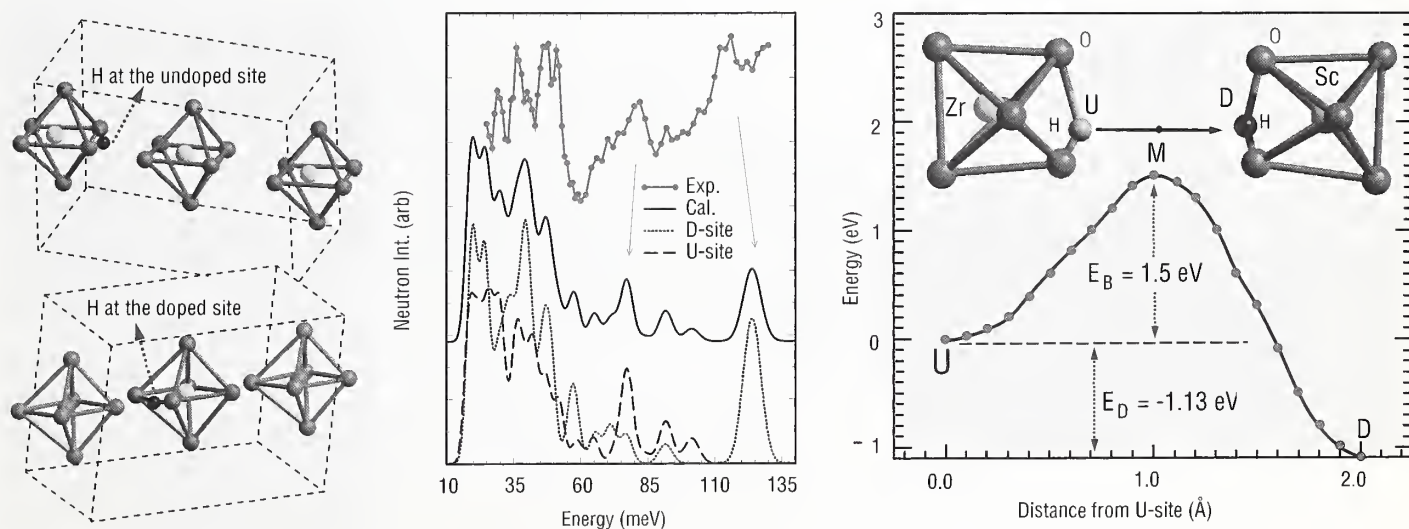 H at the undoped site
H at the doped site
Neutron Int. (arb)
Exp.
Cal.
D-site
U-site
10 35 60 85 110 135
Energy (meV)
3
2
1
0
-1
Energy (eV)
O
Zr
U
H
M
O
Sc
D
H
E_B = 1.5 eV
U
E_D = -1.13 eV
D
0.0 1.0 2.0
Distance from U-site (Å)